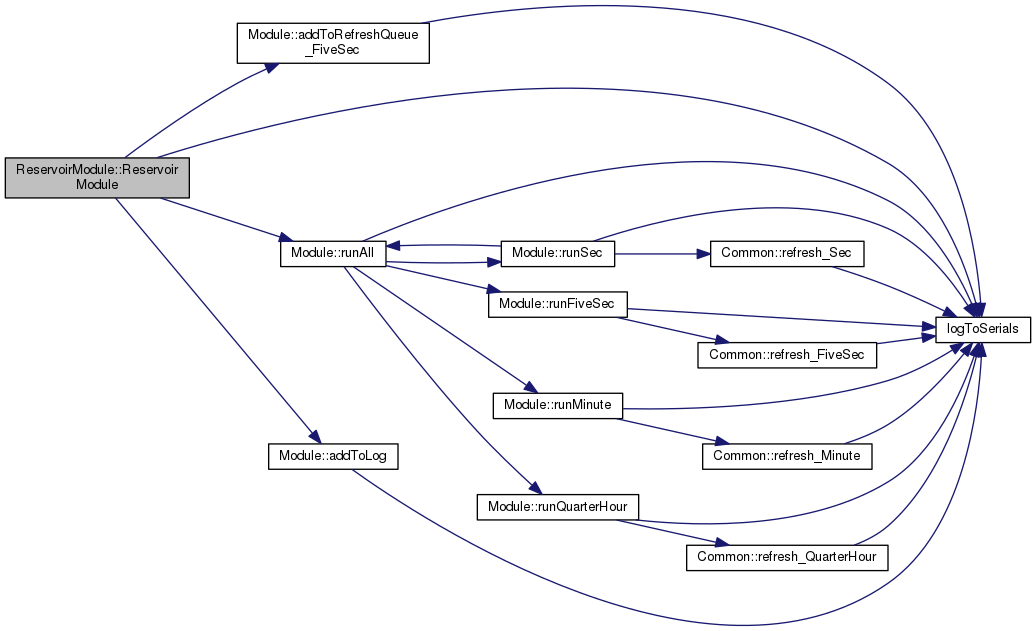 Module::addToRefreshQueue
_FiveSec
ReservoirModule::Reservoir
Module
Module::runAll
Module::runSec
Common::refresh_Sec
Module::runFiveSec
logToSerials
Common::refresh_FiveSec
Module::runMinute
Module::addToLog
Common::refresh_Minute
Module::runQuarterHour
Common::refresh_QuarterHour